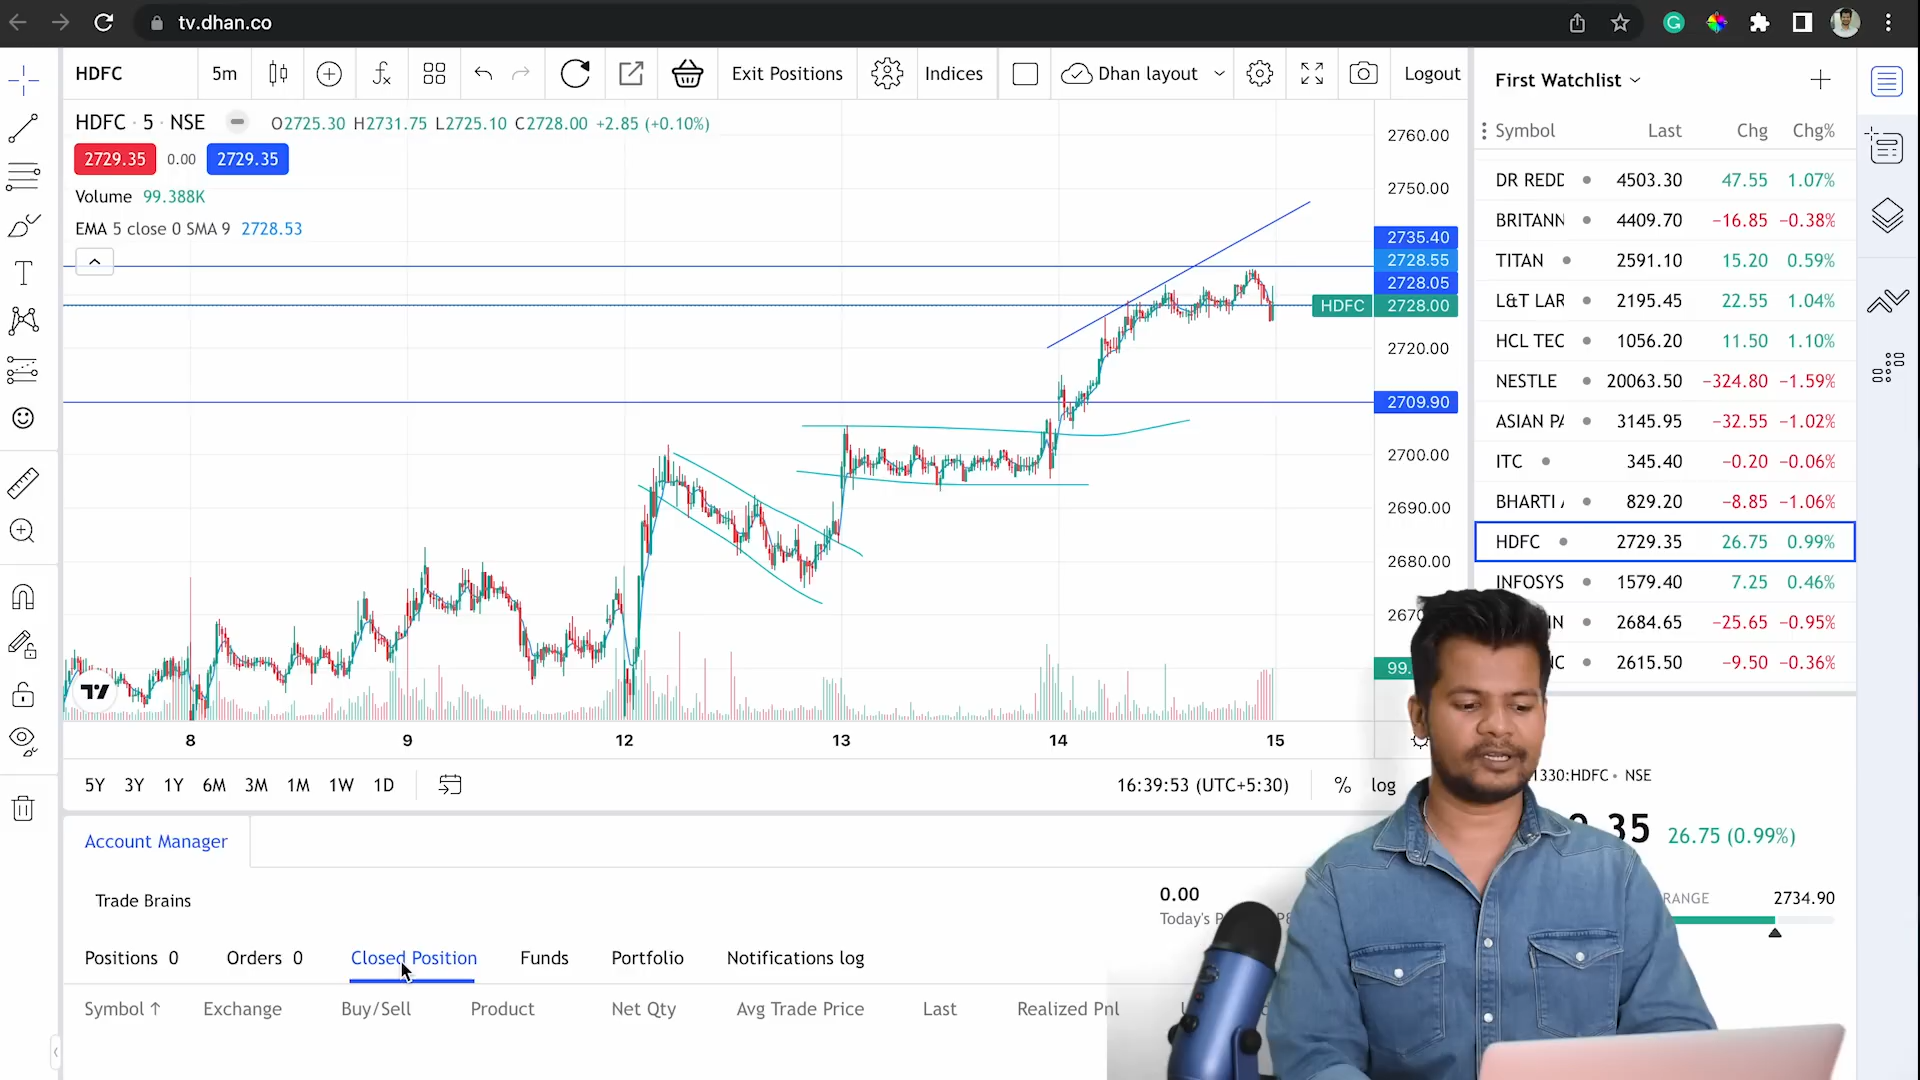 tv.dhan.co
HDFC 5m Exit Positions Indices Dhan layout Logout
HDFC · 5 · NSE O2725.30 H2731.75 L2725.10 C2728.00 +2.85 (+0.10%)
2729.35 0.00 2729.35
Volume 99.388K
EMA 5 close 0 SMA 9 2728.53
2760.00
2750.00
2735.40
2728.55
2728.05
HDFC 2728.00
2720.00
2709.90
2700.00
2690.00
2680.00
8 9 12 13 14 15
5Y 3Y 1Y 6M 3M 1M 1W 1D 16:39:53 (UTC+5:30) % log
First Watchlist
Symbol Last Chg Chg%
DR REDD 4503.30 47.55 1.07%
BRITANN 4409.70 −16.85 −0.38%
TITAN 2591.10 15.20 0.59%
L&T LAR 2195.45 22.55 1.04%
HCL TEC 1056.20 11.50 1.10%
NESTLE 20063.50 −324.80 −1.59%
ASIAN PA 3145.95 −32.55 −1.02%
ITC 345.40 −0.20 −0.06%
BHARTI A 829.20 −8.85 −1.06%
HDFC 2729.35 26.75 0.99%
INFOSYS 1579.40 7.25 0.46%
2684.65 −25.65 −0.95%
2615.50 −9.50 −0.36%
1330:HDFC • NSE
26.75 (0.99%)
RANGE 2734.90
Account Manager
Trade Brains
0.00
Today's
Positions 0 Orders 0 Closed Position Funds Portfolio Notifications log
Symbol ↑ Exchange Buy/Sell Product Net Qty Avg Trade Price Last Realized Pnl